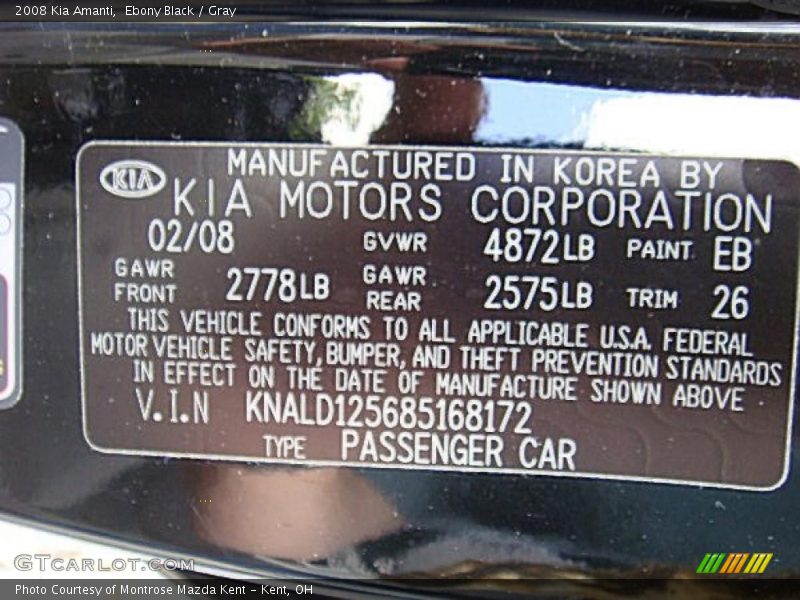 2008 Kia Amanti, Ebony Black / Gray
KIA
MANUFACTURED IN KOREA BY
KIA MOTORS CORPORATION
02/08 GVWR 4872LB PAINT EB
GAWR FRONT 2778LB GAWR REAR 2575LB TRIM 26
THIS VEHICLE CONFORMS TO ALL APPLICABLE U.S.A. FEDERAL
MOTOR VEHICLE SAFETY, BUMPER, AND THEFT PREVENTION STANDARDS
IN EFFECT ON THE DATE OF MANUFACTURE SHOWN ABOVE
V.I.N KNALD125685168172
TYPE PASSENGER CAR
GTCARLOT.COM
Photo Courtesy of Montrose Mazda Kent - Kent, OH